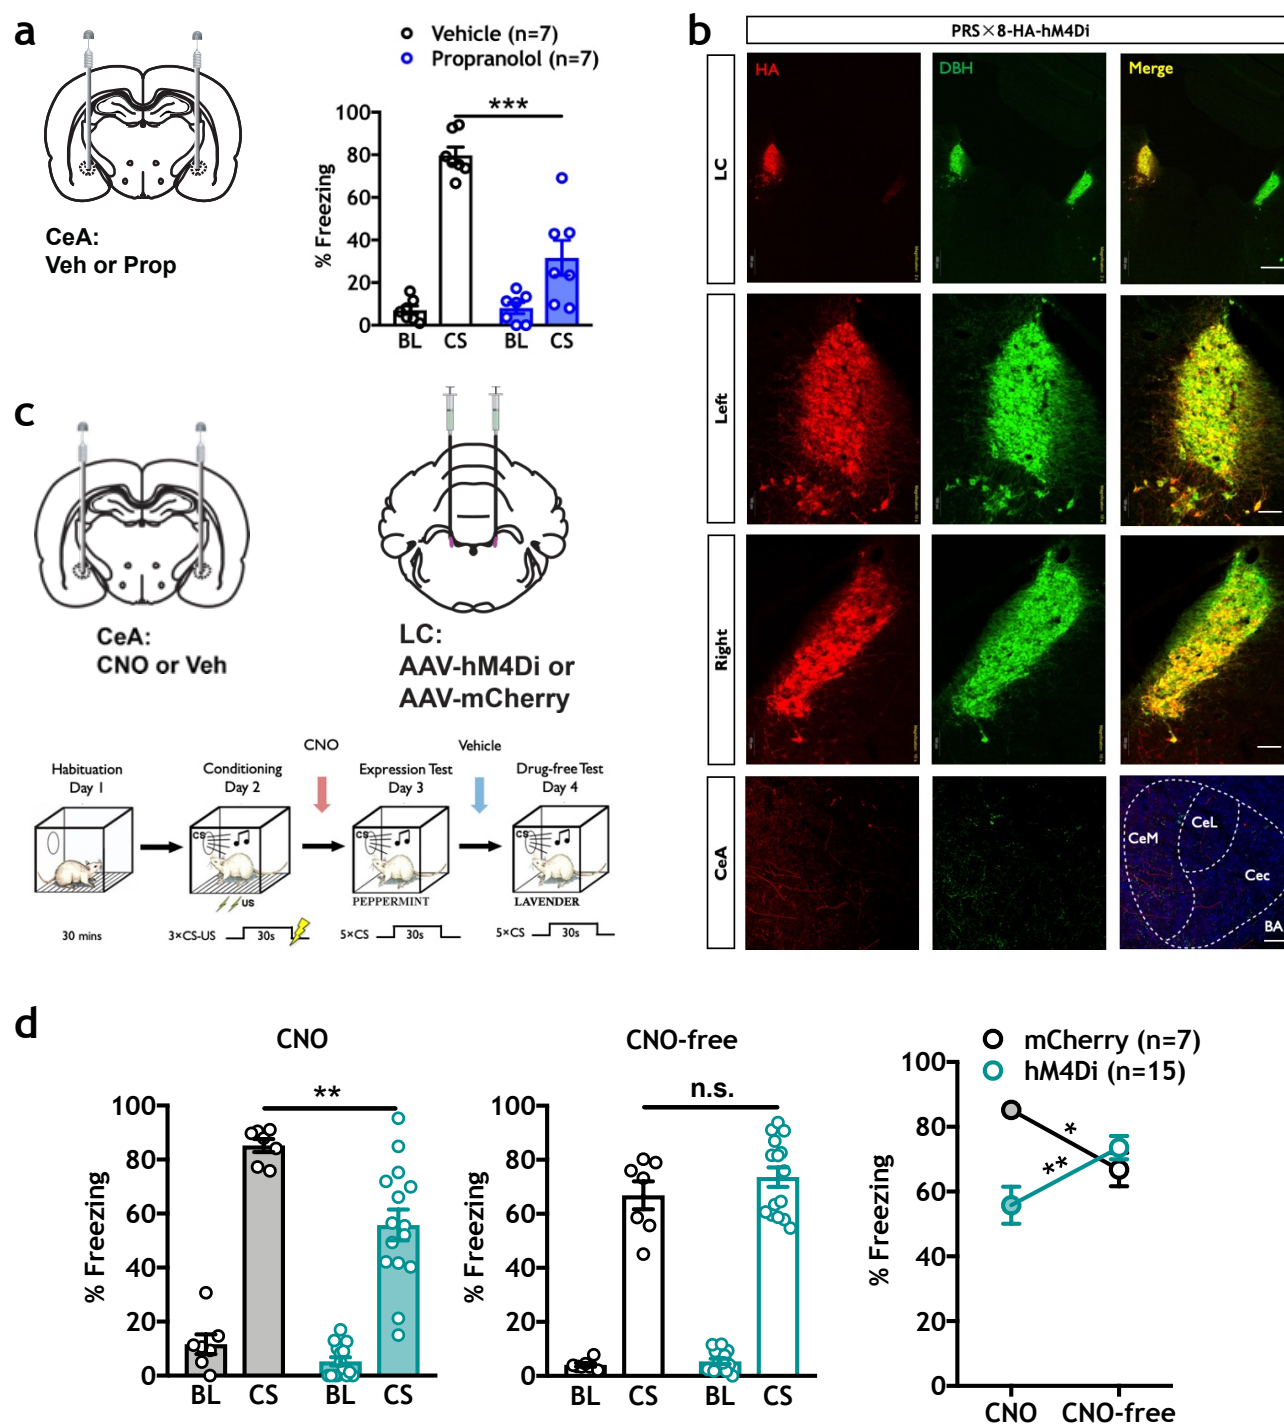 a
Vehicle (n=7)
Propranolol (n=7)
***
% Freezing
100
80
60
40
20
0
BL CS BL CS
CeA:
Veh or Prop
b
PRS×8-HA-hM4Di
HA DBH Merge
LC
Left
Right
CeA
CeM CeL
Cec
BA
c
CeA:
CNO or Veh
LC:
AAV-hM4Di or
AAV-mCherry
CNO Vehicle
Habituation Conditioning Expression Test Drug-free Test
Day 1 Day 2 Day 3 Day 4
CS CS CS
US PEPPERMINT LAVENDER
30 mins 3×CS-US 30s 5×CS 30s 5×CS 30s
d
CNO
**
% Freezing
100
80
60
40
20
0
BL CS BL CS
CNO-free
n.s.
% Freezing
100
80
60
40
20
0
BL CS BL CS
mCherry (n=7)
hM4Di (n=15)
*
**
% Freezing
100
80
60
40
20
0
CNO CNO-free